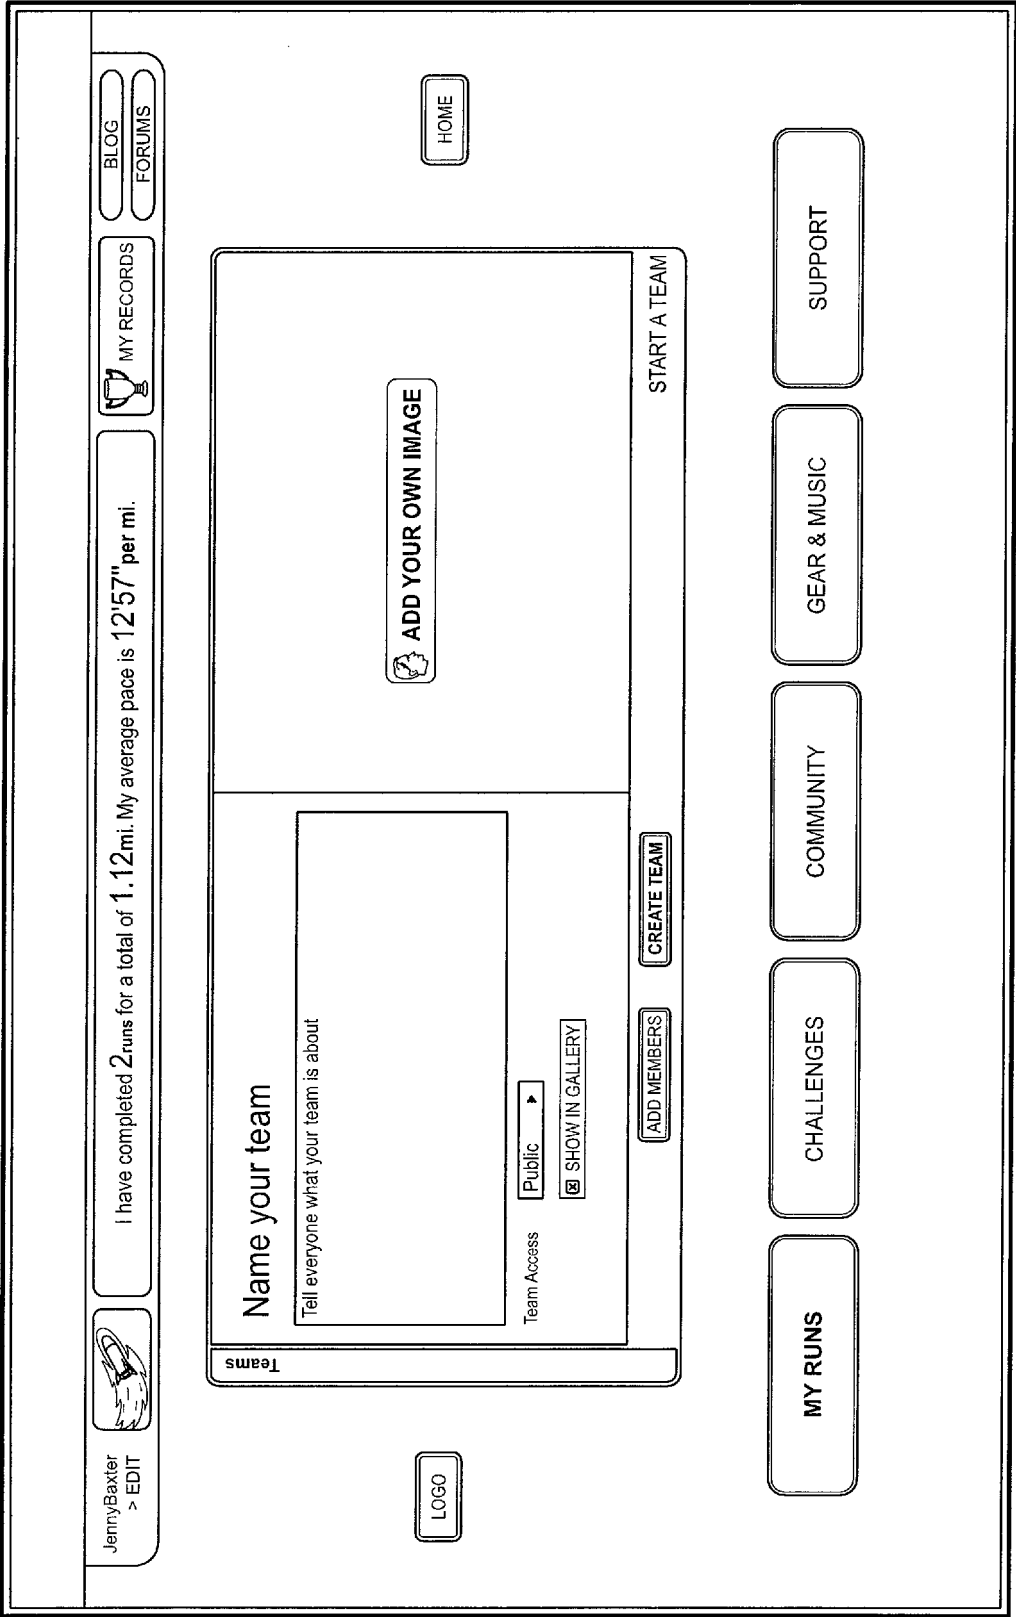 JennyBaxter
> EDIT
I have completed 2 runs for a total of 1.12mi. My average pace is 12'57" per mi.
MY RECORDS
BLOG
FORUMS
LOGO
HOME
Teams
Name your team
Tell everyone what your team is about
Team Access
Public
SHOW IN GALLERY
ADD YOUR OWN IMAGE
ADD MEMBERS
CREATE TEAM
START A TEAM
MY RUNS
CHALLENGES
COMMUNITY
GEAR & MUSIC
SUPPORT